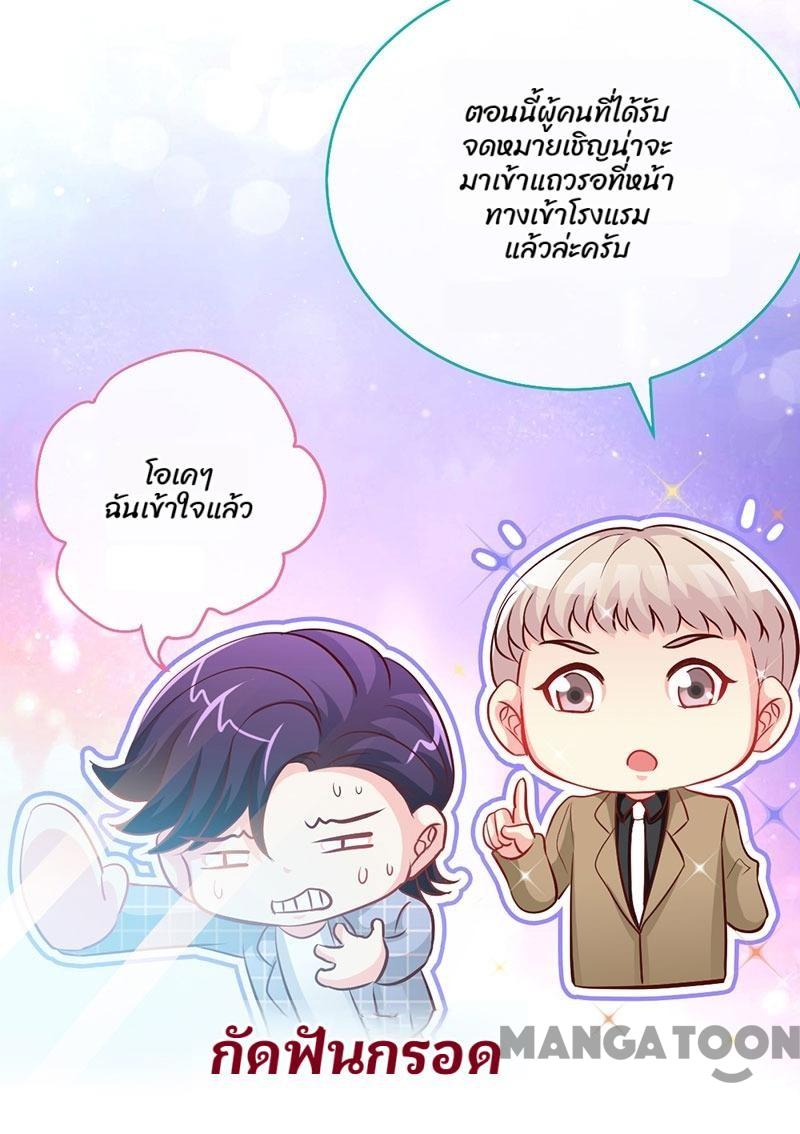 ตอนนี้ผู้คนที่ได้รับ
จดหมายเชิญน่าจะ
มาเข้าแถวรอที่หน้า
ทางเข้าโรงแรม
แล้วล่ะครับ
โอเคๆ
ฉันเข้าใจแล้ว
กัดฟันกรอด
MANGATOON